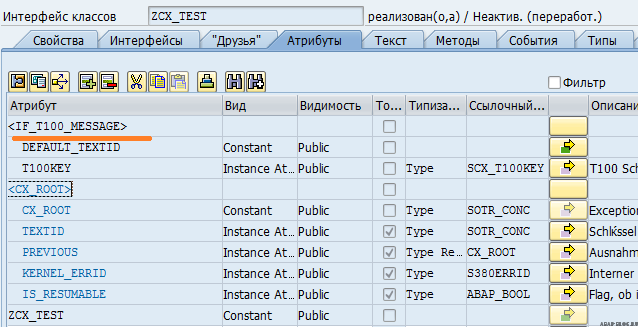 Интерфейс классов ZCX_TEST реализован(о,а) / Неактив. (переработ.)
Свойства Интерфейсы "Друзья" Атрибуты Текст Методы События Типы
Фильтр
Атрибут Вид Видимость То... Типиза... Ссылочный... Описани
<IF_T100_MESSAGE>
DEFAULT_TEXTID Constant Public
T100KEY Instance At... Public Type SCX_T100KEY T100 Sch
<CX_ROOT>
CX_ROOT Constant Public Type SOTR_CONC Exception
TEXTID Instance At... Public Type SOTR_CONC Schlüssel
PREVIOUS Instance At... Public Type Re... CX_ROOT Ausnahm
KERNEL_ERRID Instance At... Public Type S380ERRID Interner
IS_RESUMABLE Instance At... Public Type ABAP_BOOL Flag, ob i
ZCX_TEST Constant Public